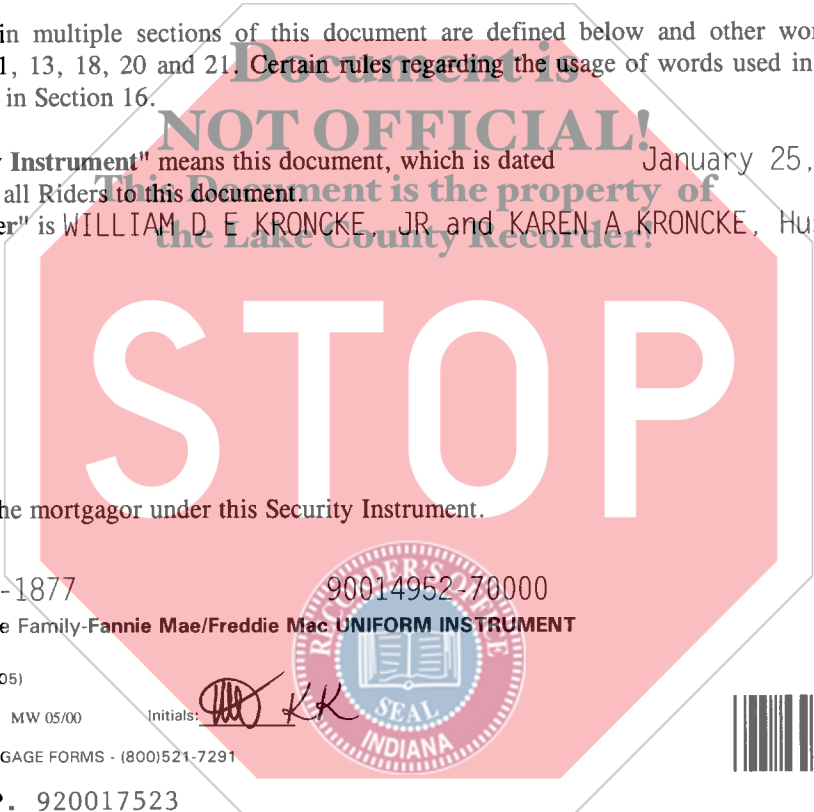 in multiple sections of this document are defined below and other wor
1, 13, 18, 20 and 21. Certain rules regarding the usage of words used in
in Section 16.
Document is
NOT OFFICIAL!
This Document is the property of
the Lake County Recorder!
Instrument" means this document, which is dated January 25,
all Riders to this document.
er" is WILLIAM D E KRONCKE, JR and KAREN A KRONCKE, Hus
STOP
he mortgagor under this Security Instrument.
-1877 90014952-70000
e Family-Fannie Mae/Freddie Mac UNIFORM INSTRUMENT
05)
MW 05/00 Initials: KK
GAGE FORMS - (800)521-7291
P. 920017523
RECORDER'S OFFICE
SEAL
INDIANA